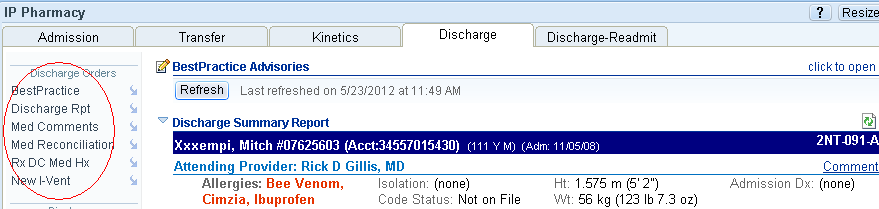 IP Pharmacy ? Resize
Admission Transfer Kinetics Discharge Discharge-Readmit
Discharge Orders
BestPractice
Discharge Rpt
Med Comments
Med Reconciliation
Rx DC Med Hx
New I-Vent
BestPractice Advisories click to open
Refresh Last refreshed on 5/23/2012 at 11:49 AM
Discharge Summary Report
Xxxempi, Mitch #07625603 (Acct:34557015430) (111 Y M) (Adm: 11/05/08) 2NT-091-A
Attending Provider: Rick D Gillis, MD Comment
Allergies: Bee Venom, Isolation: (none) Ht: 1.575 m (5' 2") Admission Dx: (none)
Cimzia, Ibuprofen Code Status: Not on File Wt: 56 kg (123 lb 7.3 oz)